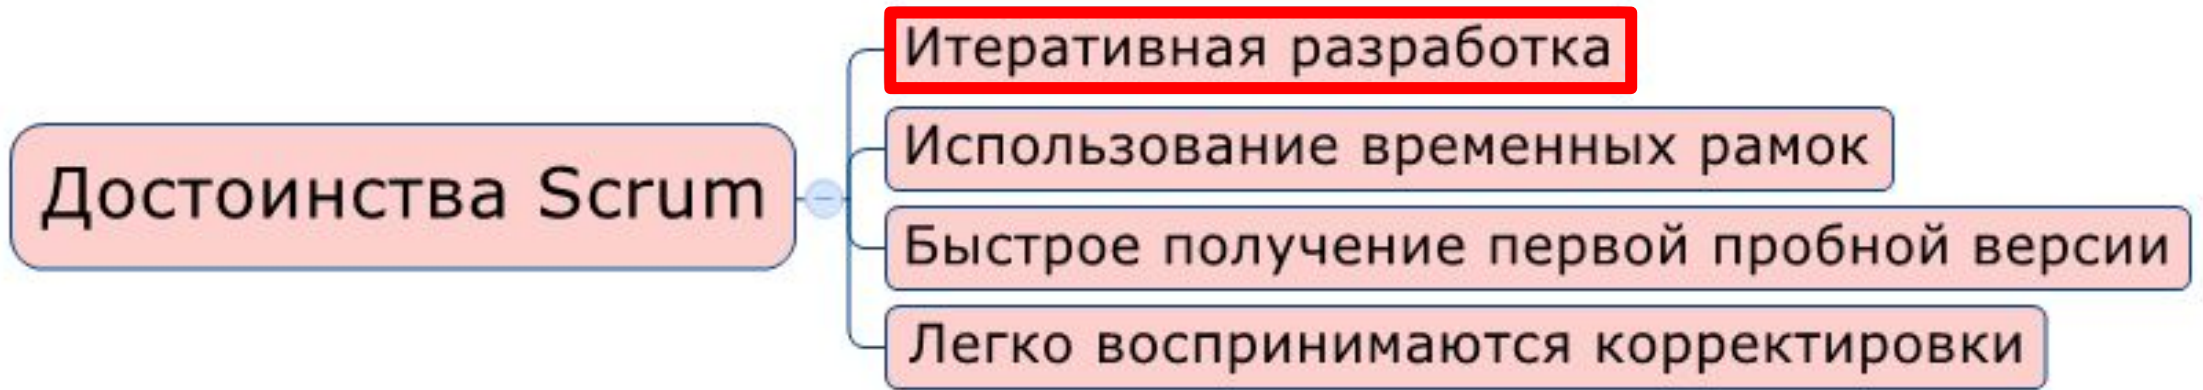 Достоинства Scrum
Итеративная разработка
Использование временных рамок
Быстрое получение первой пробной версии
Легко воспринимаются корректировки